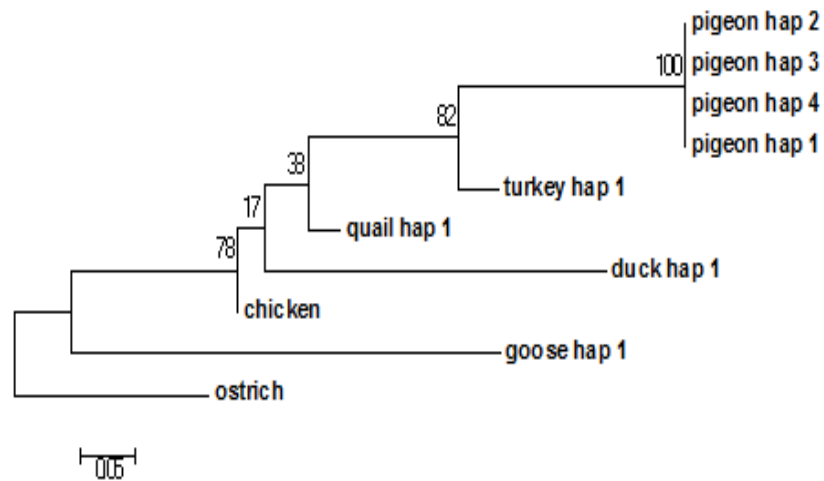 pigeon hap 2
100
pigeon hap 3
pigeon hap 4
82
pigeon hap 1
38
turkey hap 1
17
quail hap 1
78
duck hap 1
chicken
goose hap 1
ostrich
0.05